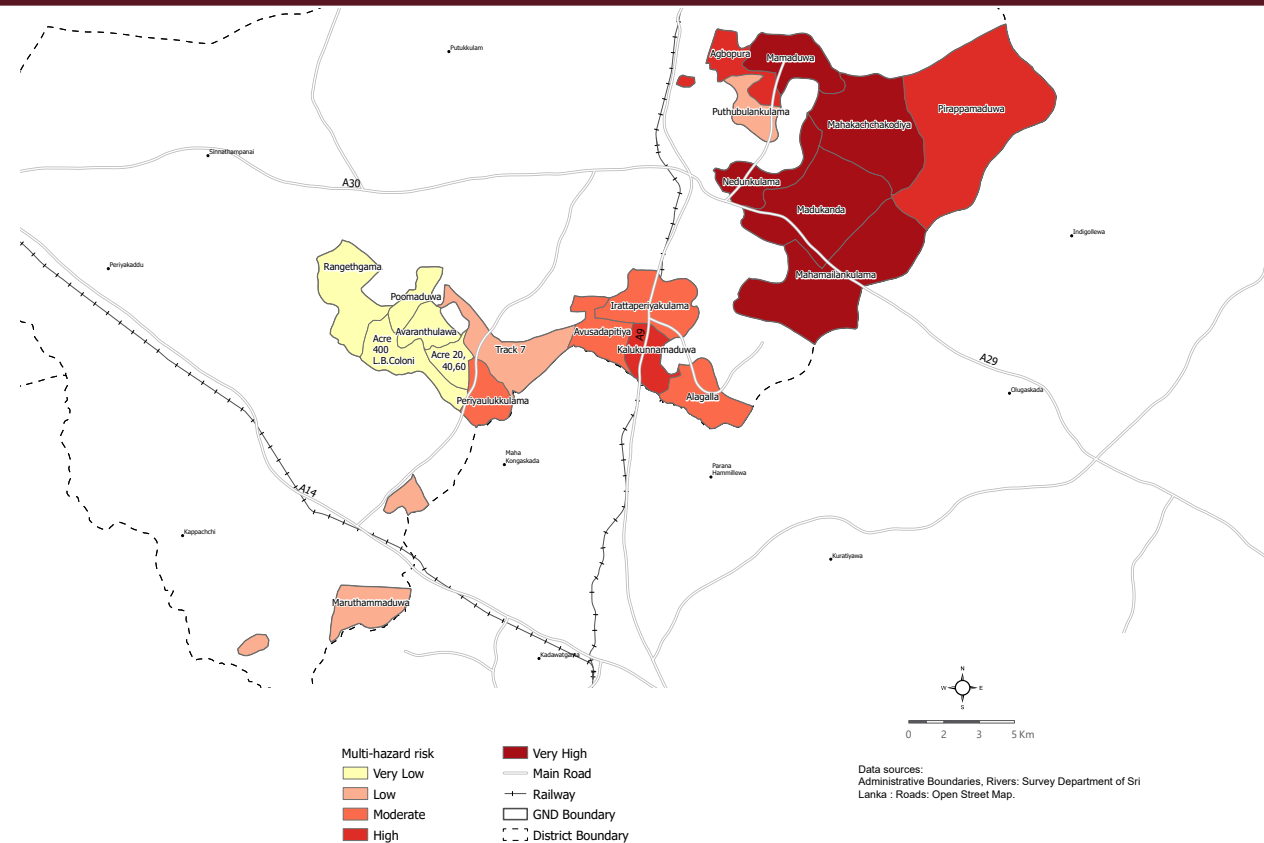 Putukkulam
Agbopura
Mamaduwa
Puthubulankulama
Pirappamaduwa
Mahakachchakodiya
Sinnathampanai
A30
Nedunkulama
Madukanda
Indigollewa
Periyakaddu
Rangethgama
Mahamailankulama
Poomaduwa
Irattaperiyakulama
Avaranthulawa
Avusadapitiya
A9
Acre
400
L.B.Coloni
Acre 20,
40,60
Track 7
Kalukunnamaduwa
A29
Olugaskada
Periyaulukkulama
Alagalla
Maha
Kongaskada
Parana
Hammillewa
A14
Kappachchi
Kuratiyawa
Maruthammaduwa
Kadawatgama
N
W E
S
0 2 3 5 Km
Multi-hazard risk
Very Low
Low
Moderate
High
Very High
Main Road
Railway
GND Boundary
District Boundary
Data sources:
Administrative Boundaries, Rivers: Survey Department of Sri
Lanka : Roads: Open Street Map.